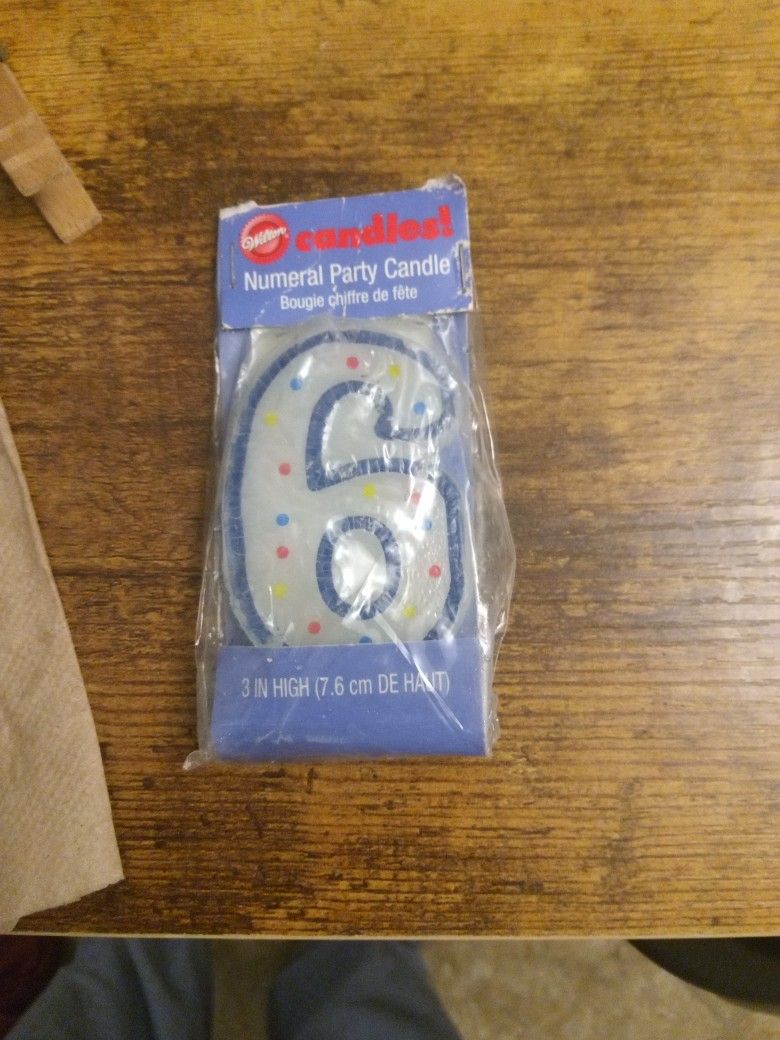 Wilton candles!
Numeral Party Candle
Bougie chiffre de fête
6
3 IN HIGH (7.6 cm DE HAUT)